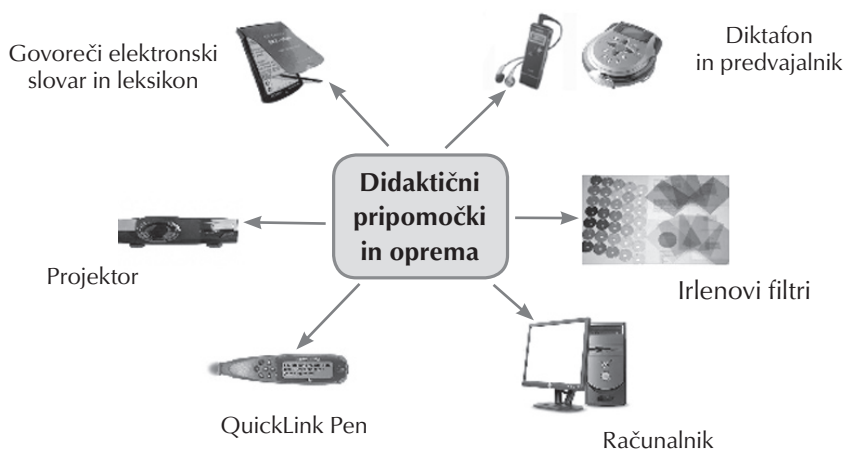 Govoreči elektronski
slovar in leksikon
Diktafon
in predvajalnik
Didaktični
pripomočki
in oprema
Projektor
Irlenovi filtri
QuickLink Pen
Računalnik